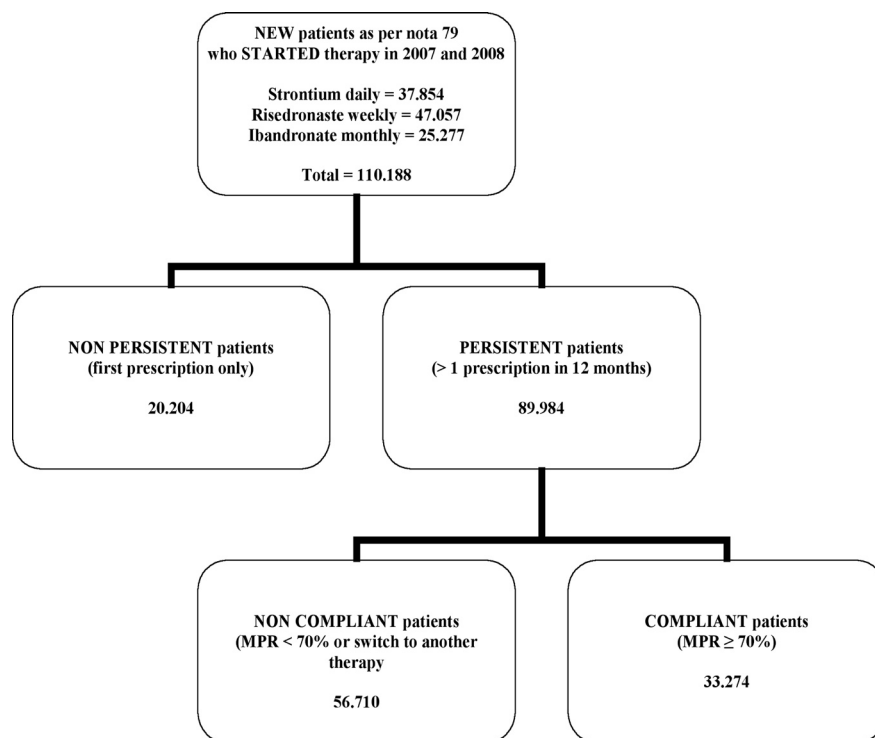 NEW patients as per nota 79
who STARTED therapy in 2007 and 2008
Strontium daily = 37.854
Risedronaste weekly = 47.057
Ibandronate monthly = 25.277
Total = 110.188
NON PERSISTENT patients
(first prescription only)
20.204
PERSISTENT patients
(> 1 prescription in 12 months)
89.984
NON COMPLIANT patients
(MPR < 70% or switch to another
therapy
56.710
COMPLIANT patients
(MPR ≥ 70%)
33.274